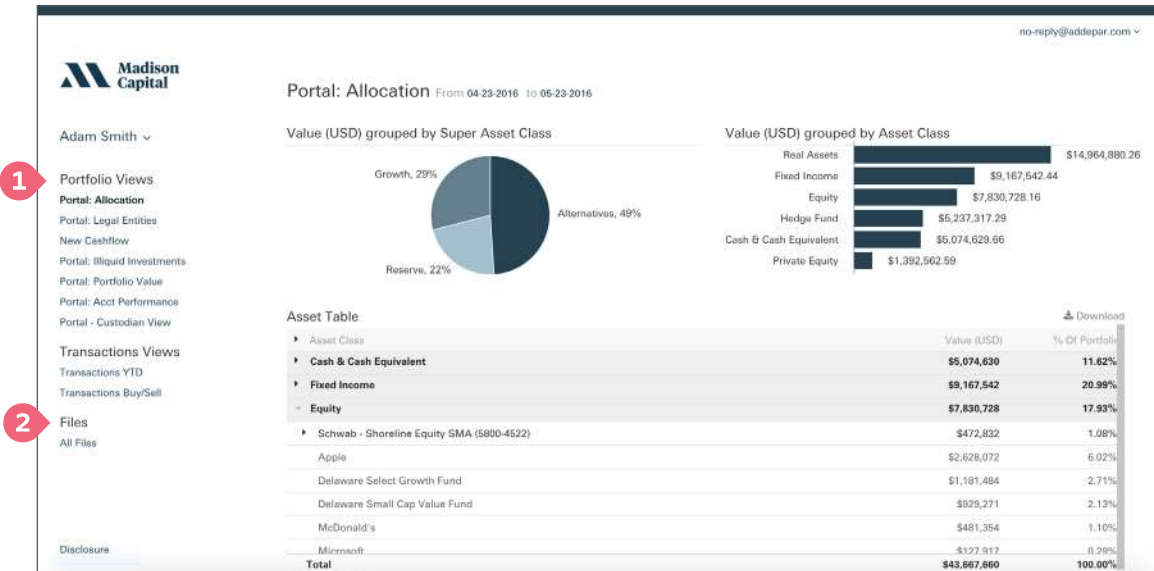 no-reply@addepar.com
Madison
Capital
Portal: Allocation From 04-23-2016 to 05-23-2016
Adam Smith
1
Portfolio Views
Portal: Allocation
Portal: Legal Entities
New Cashflow
Portal: Illiquid Investments
Portal: Portfolio Value
Portal: Acct Performance
Portal - Custodian View
Transactions Views
Transactions YTD
Transactions Buy/Sell
2
Files
All Files
Disclosure
Value (USD) grouped by Super Asset Class
Growth, 29%
Alternatives, 49%
Reserve, 22%
Value (USD) grouped by Asset Class
Real Assets $14,964,880.26
Fixed Income $9,167,542.44
Equity $7,830,728.16
Hedge Fund $5,237,317.29
Cash & Cash Equivalent $5,074,629.66
Private Equity $1,392,562.59
Asset Table Download
Asset Class Value (USD) % Of Portfolio
Cash & Cash Equivalent $5,074,630 11.62%
Fixed Income $9,167,542 20.99%
Equity $7,830,728 17.93%
Schwab - Shoreline Equity SMA (5800-4522) $472,832 1.08%
Apple $2,628,072 6.02%
Delaware Select Growth Fund $1,181,484 2.71%
Delaware Small Cap Value Fund $929,271 2.13%
McDonald's $481,354 1.10%
Microsoft $127,917 0.29%
Total $43,667,660 100.00%